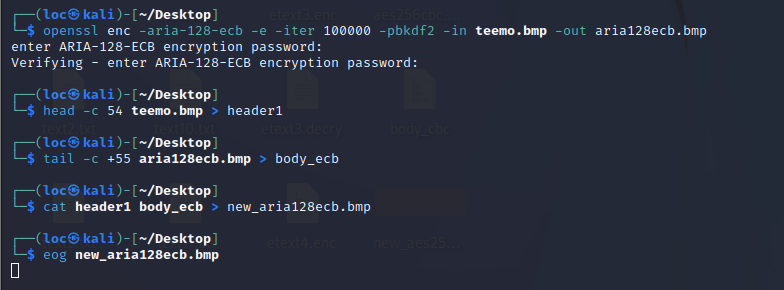 ┌──(loc㉿kali)-[~/Desktop]
└─$ openssl enc -aria-128-ecb -e -iter 100000 -pbkdf2 -in teemo.bmp -out aria128ecb.bmp
enter ARIA-128-ECB encryption password:
Verifying - enter ARIA-128-ECB encryption password:
┌──(loc㉿kali)-[~/Desktop]
└─$ head -c 54 teemo.bmp > header1
┌──(loc㉿kali)-[~/Desktop]
└─$ tail -c +55 aria128ecb.bmp > body_ecb
┌──(loc㉿kali)-[~/Desktop]
└─$ cat header1 body_ecb > new_aria128ecb.bmp
┌──(loc㉿kali)-[~/Desktop]
└─$ eog new_aria128ecb.bmp